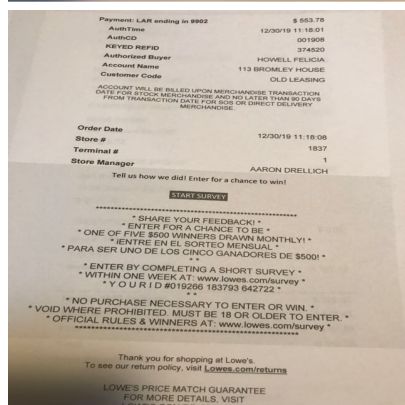 Payment: LAR ending in 9902 $ 553.78
AuthTime 12/30/19 11:18:01
AuthCD 001908
KEYED REFID 374520
Authorized Buyer HOWELL FELICIA
Account Name 113 BROMLEY HOUSE
Customer Code OLD LEASING
ACCOUNT WILL BE BILLED UPON MERCHANDISE TRANSACTION
DATE FOR STOCK MERCHANDISE AND NO LATER THAN 90 DAYS
FROM TRANSACTION DATE FOR SOS OR DIRECT DELIVERY
MERCHANDISE.
Order Date 12/30/19 11:18:08
Store # 1837
Terminal # 1
Store Manager AARON DRELLICH
Tell us how we did! Enter for a chance to win!
START SURVEY
* SHARE YOUR FEEDBACK! *
* ENTER FOR A CHANCE TO BE *
* ONE OF FIVE $500 WINNERS DRAWN MONTHLY! *
* ¡ENTRE EN EL SORTEO MENSUAL *
* PARA SER UNO DE LOS CINCO GANADORES DE $500! *
* *
* ENTER BY COMPLETING A SHORT SURVEY *
* WITHIN ONE WEEK AT: www.lowes.com/survey *
* Y O U R I D #019266 183793 642722 *
* *
* NO PURCHASE NECESSARY TO ENTER OR WIN. *
* VOID WHERE PROHIBITED. MUST BE 18 OR OLDER TO ENTER. *
* OFFICIAL RULES & WINNERS AT: www.lowes.com/survey *
Thank you for shopping at Lowe's.
To see our return policy, visit Lowes.com/returns
LOWE'S PRICE MATCH GUARANTEE
FOR MORE DETAILS, VISIT